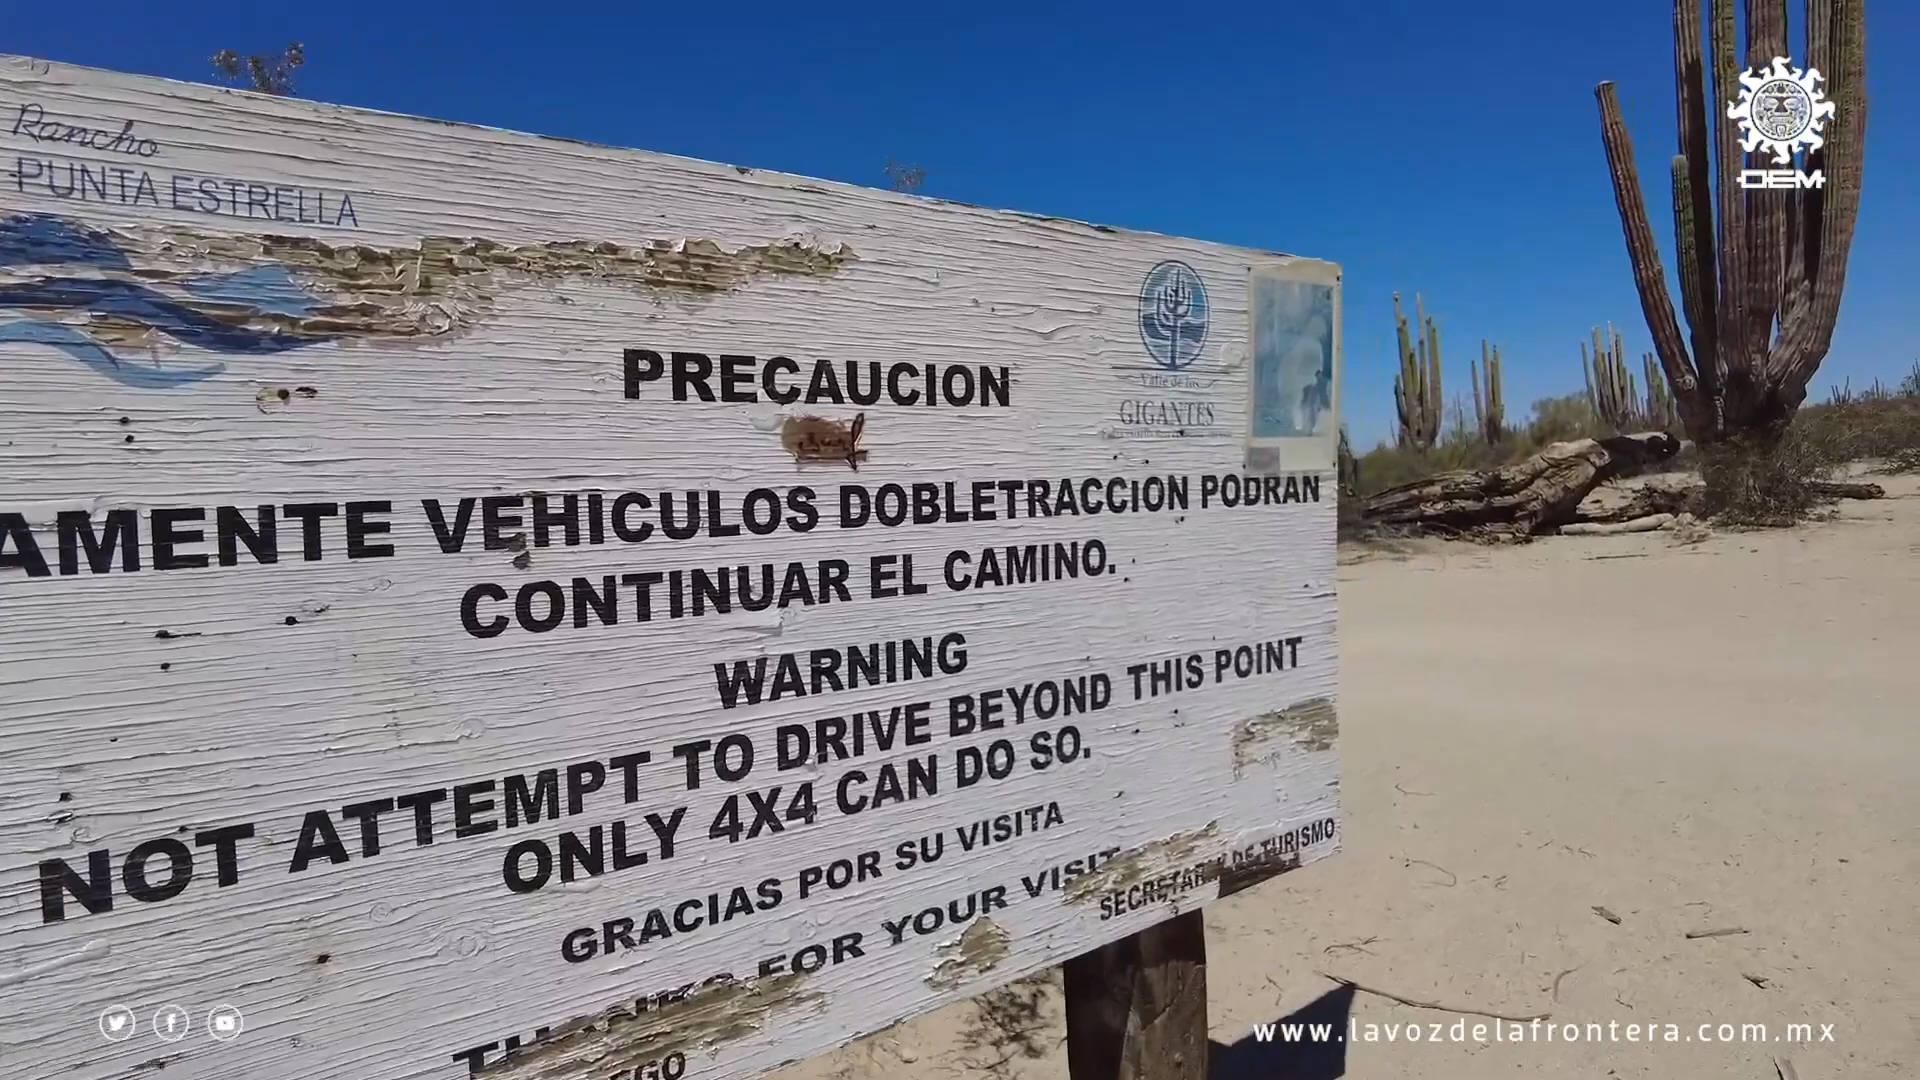 Rancho
PUNTA ESTRELLA
OEM
PRECAUCION
Valle de los
GIGANTES
AMENTE VEHICULOS DOBLETRACCION PODRAN
CONTINUAR EL CAMINO.
WARNING
NOT ATTEMPT TO DRIVE BEYOND THIS POINT
ONLY 4X4 CAN DO SO.
GRACIAS POR SU VISITA
FOR YOUR VISIT
SECRETARIA DE TURISMO
EGO
www.lavozdelafrontera.com.mx